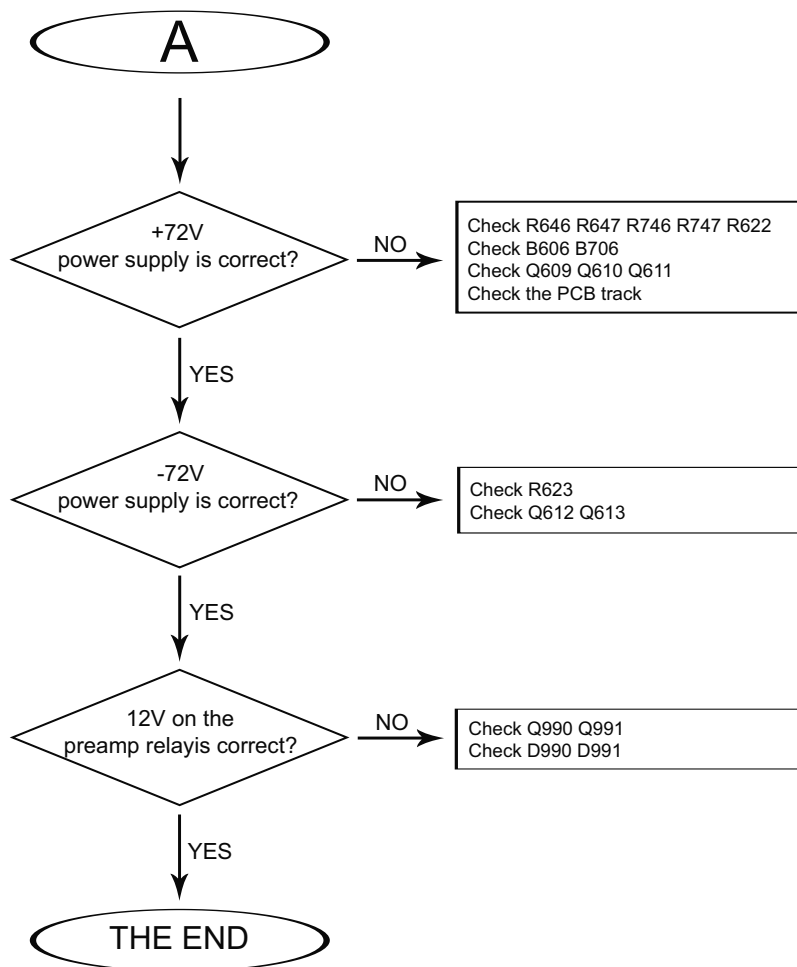 A
+72V
power supply is correct?
NO
Check R646 R647 R746 R747 R622
Check B606 B706
Check Q609 Q610 Q611
Check the PCB track
YES
-72V
power supply is correct?
NO
Check R623
Check Q612 Q613
YES
12V on the
preamp relayis correct?
NO
Check Q990 Q991
Check D990 D991
YES
THE END